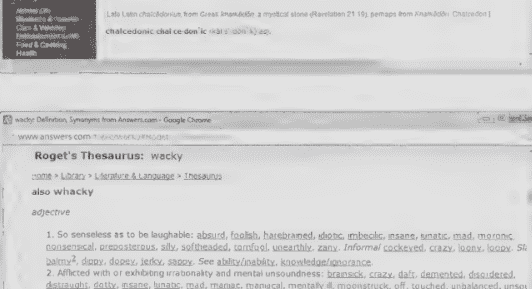 Late Latin chalcedonius, from Greek a mystical stone (Revelation 21:19), perhaps from
chalcedonic chal·ce·don'ic adj.
Food & Cooking
Health
wacky: Definition, Synonyms from Answers.com - Google Chrome
www.answers.com
Roget's Thesaurus: wacky
Home > Library > Literature & Language > Thesaurus
also whacky
adjective
1. So senseless as to be laughable: absurd, foolish, harebrained, idiotic, imbecilic, insane, lunatic, mad, moronic,
nonsensical, preposterous, silly, softheaded, tomfool, unearthly, zany. Informal cockeyed, crazy, loony, loopy.
balmy², dippy, dopey, jerky, sappy. See ability/inability, knowledge/ignorance.
2. Afflicted with or exhibiting irrationality and mental unsoundness: brainsick, crazy, daft, demented, disordered,
distraught, dotty, insane, lunatic, mad, maniac, maniacal, mentally ill, moonstruck, off, touched, unbalanced,